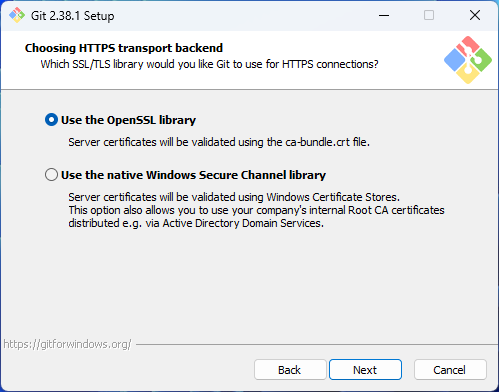 Git 2.38.1 Setup
Choosing HTTPS transport backend
Which SSL/TLS library would you like Git to use for HTTPS connections?
Use the OpenSSL library
Server certificates will be validated using the ca-bundle.crt file.
Use the native Windows Secure Channel library
Server certificates will be validated using Windows Certificate Stores.
This option also allows you to use your company's internal Root CA certificates
distributed e.g. via Active Directory Domain Services.
https://gitforwindows.org/
Back
Next
Cancel